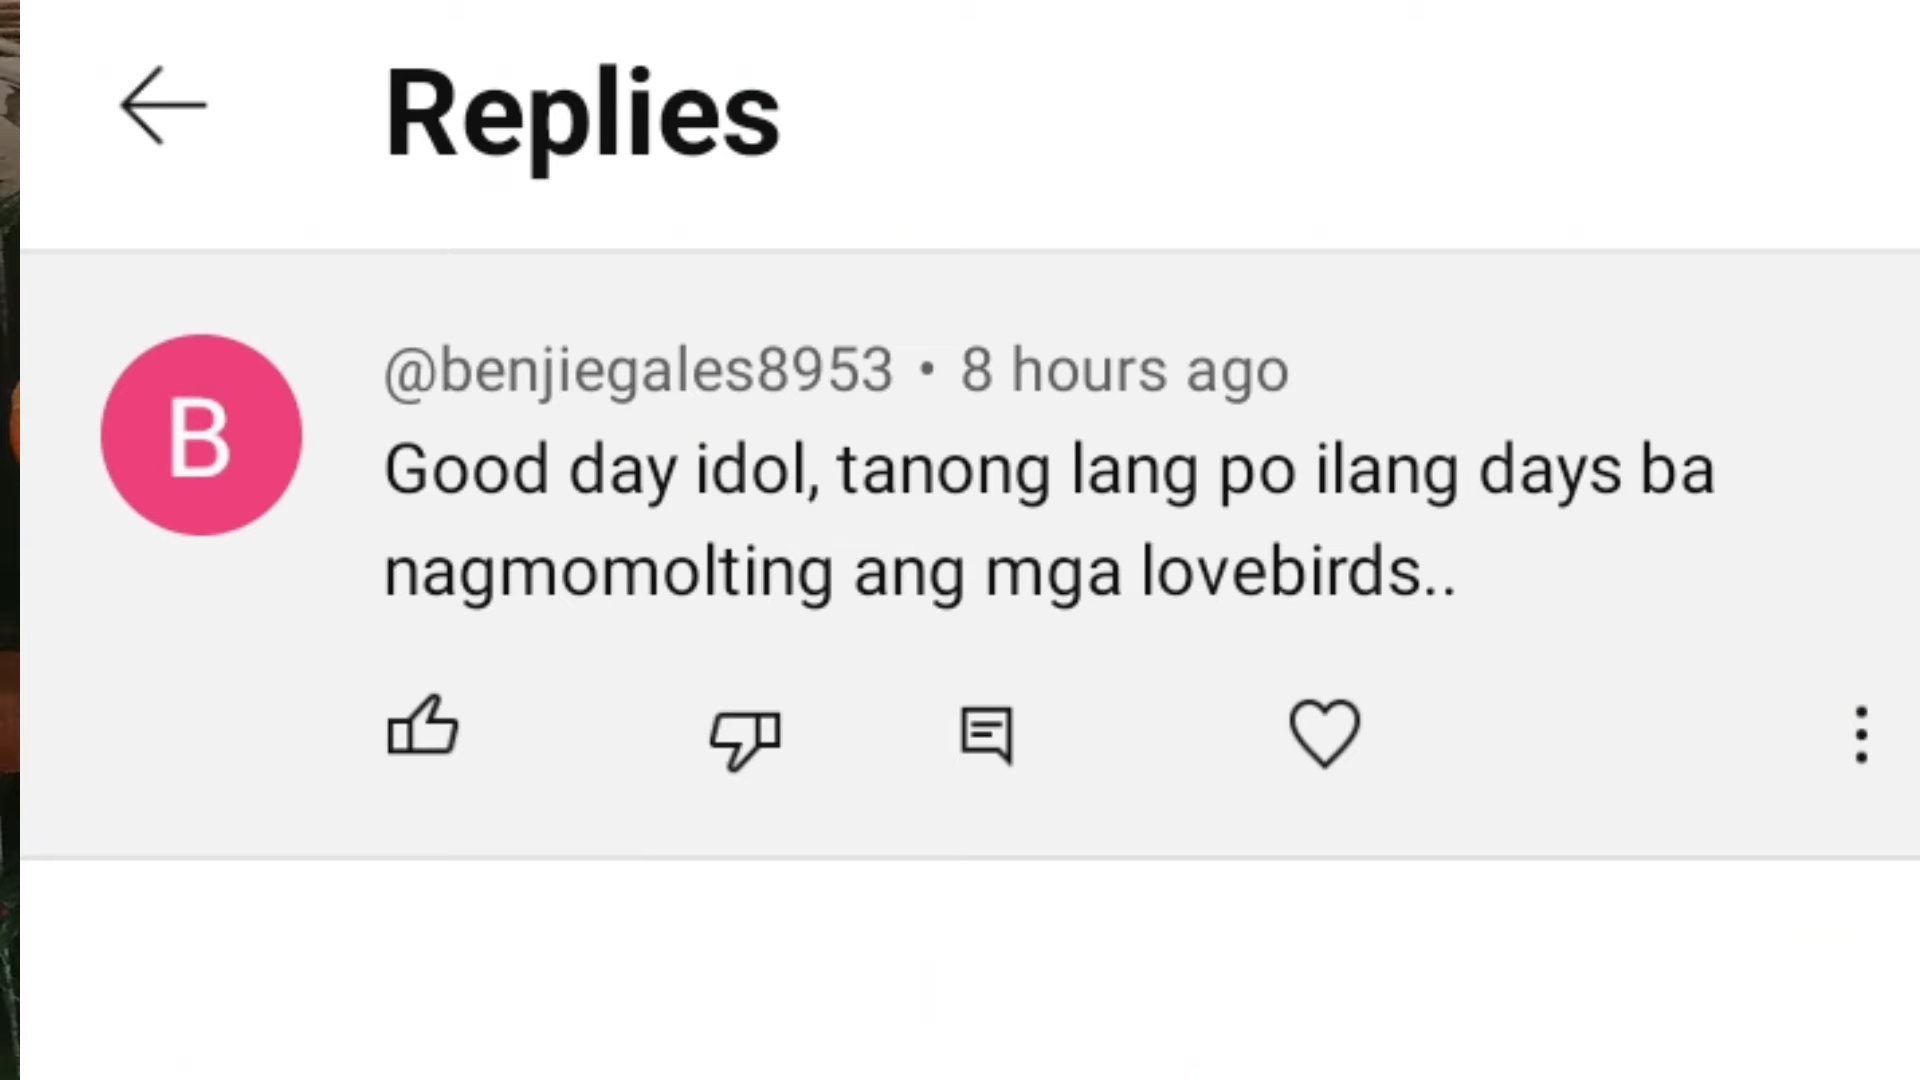 Replies
B
@benjiegales8953 • 8 hours ago
Good day idol, tanong lang po ilang days ba
nagmomolting ang mga lovebirds..